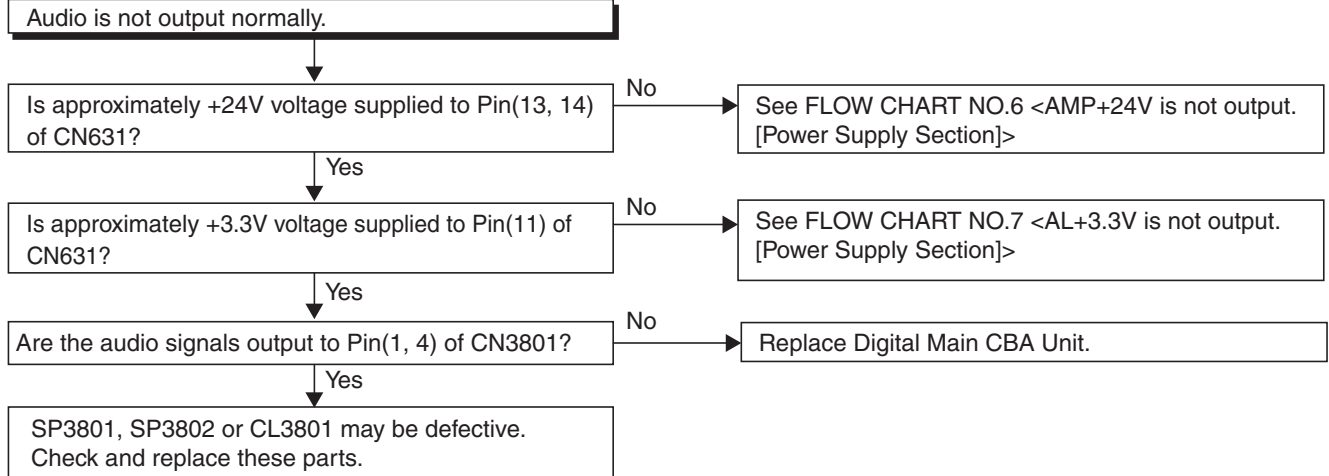 Audio is not output normally.
Is approximately +24V voltage supplied to Pin(13, 14)
of CN631?
No
See FLOW CHART NO.6 <AMP+24V is not output.
[Power Supply Section]>
Yes
Is approximately +3.3V voltage supplied to Pin(11) of
CN631?
No
See FLOW CHART NO.7 <AL+3.3V is not output.
[Power Supply Section]>
Yes
Are the audio signals output to Pin(1, 4) of CN3801?
No
Replace Digital Main CBA Unit.
Yes
SP3801, SP3802 or CL3801 may be defective.
Check and replace these parts.